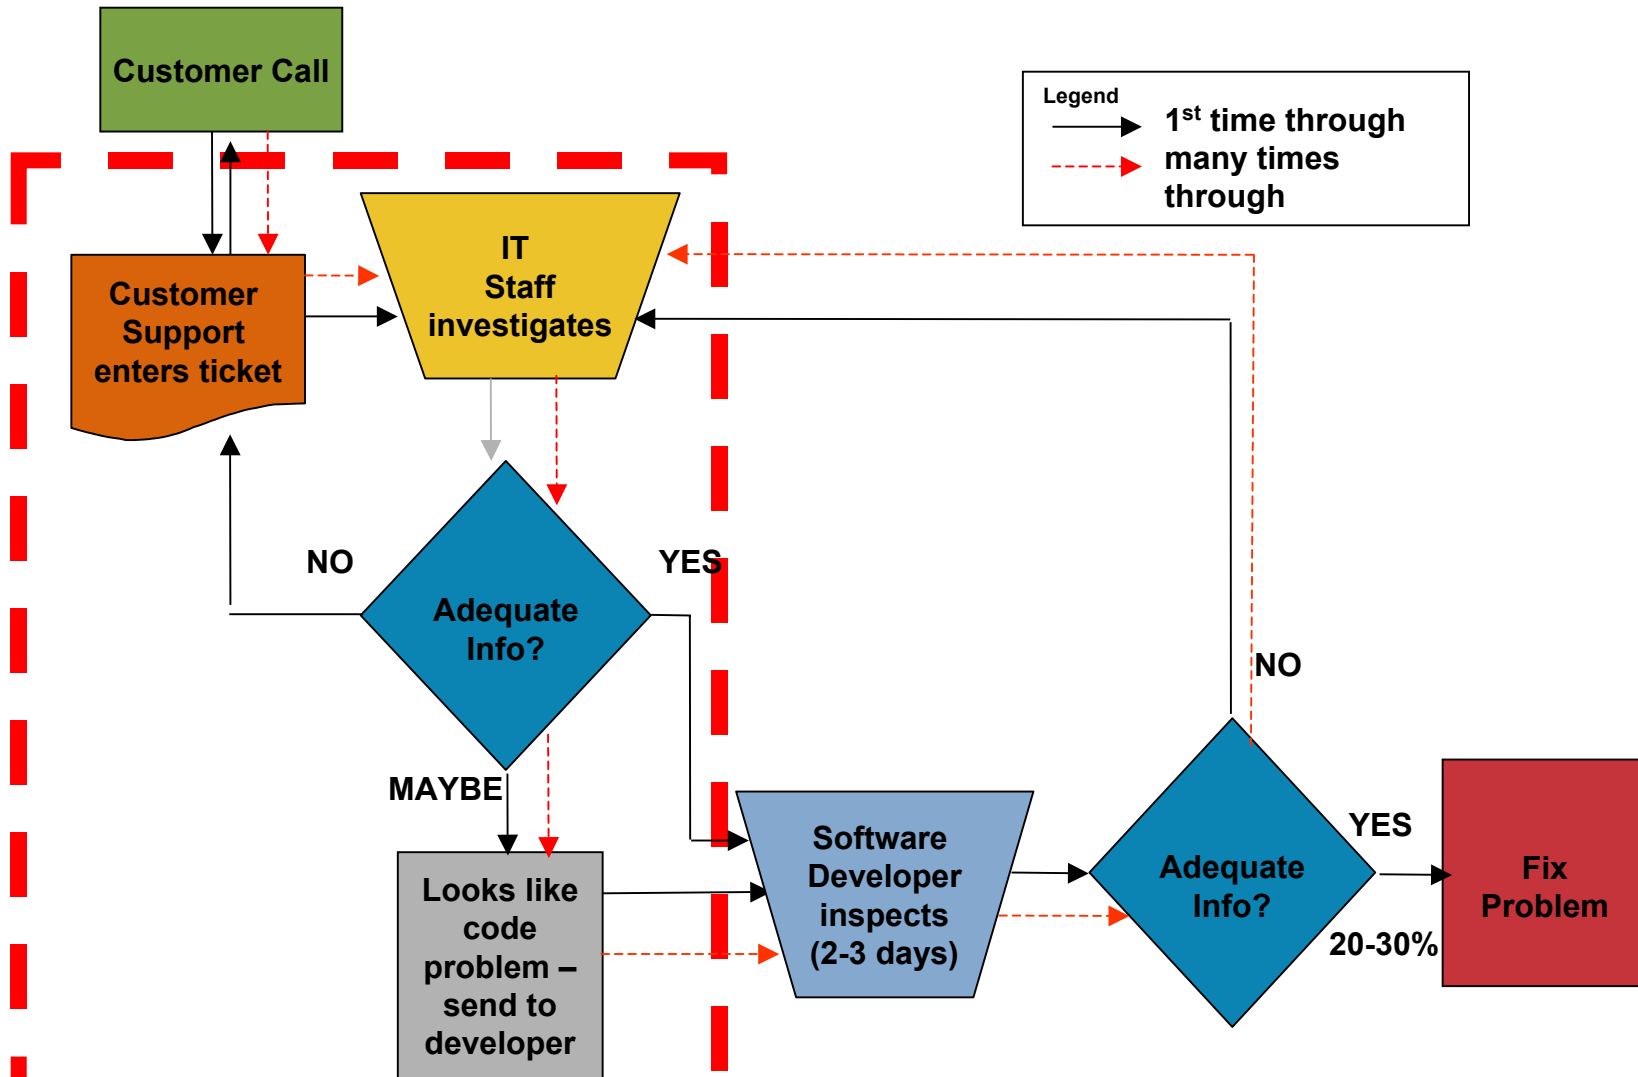 Customer Call
Legend
1st time through
many times
through
IT
Staff
investigates
Customer
Support
enters ticket
NO
YES
Adequate
Info?
NO
MAYBE
Looks like
code
problem –
send to
developer
Software
Developer
inspects
(2-3 days)
Adequate
Info?
YES
20-30%
Fix
Problem